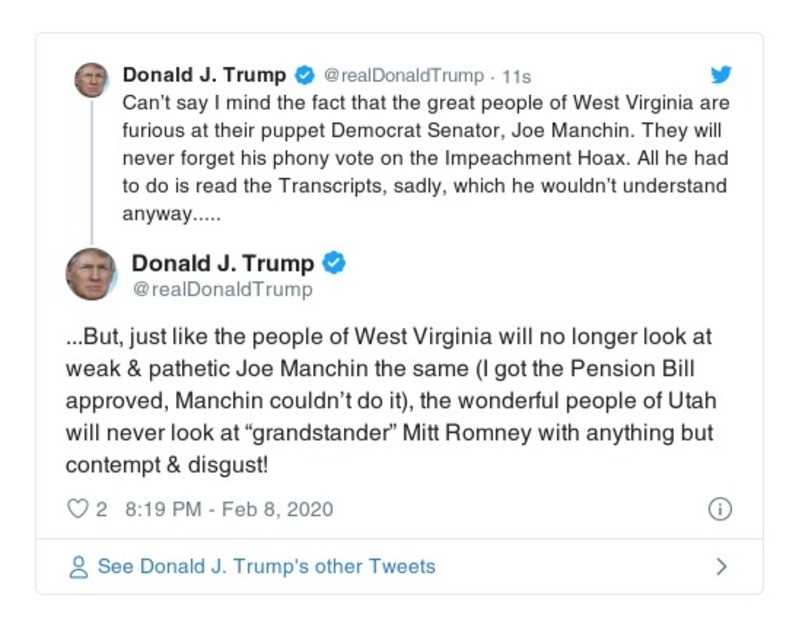 Donald J. Trump @realDonaldTrump · 11s
Can't say I mind the fact that the great people of West Virginia are
furious at their puppet Democrat Senator, Joe Manchin. They will
never forget his phony vote on the Impeachment Hoax. All he had
to do is read the Transcripts, sadly, which he wouldn't understand
anyway.....
Donald J. Trump
@realDonaldTrump
...But, just like the people of West Virginia will no longer look at
weak & pathetic Joe Manchin the same (I got the Pension Bill
approved, Manchin couldn't do it), the wonderful people of Utah
will never look at “grandstander” Mitt Romney with anything but
contempt & disgust!
2 8:19 PM - Feb 8, 2020
See Donald J. Trump's other Tweets